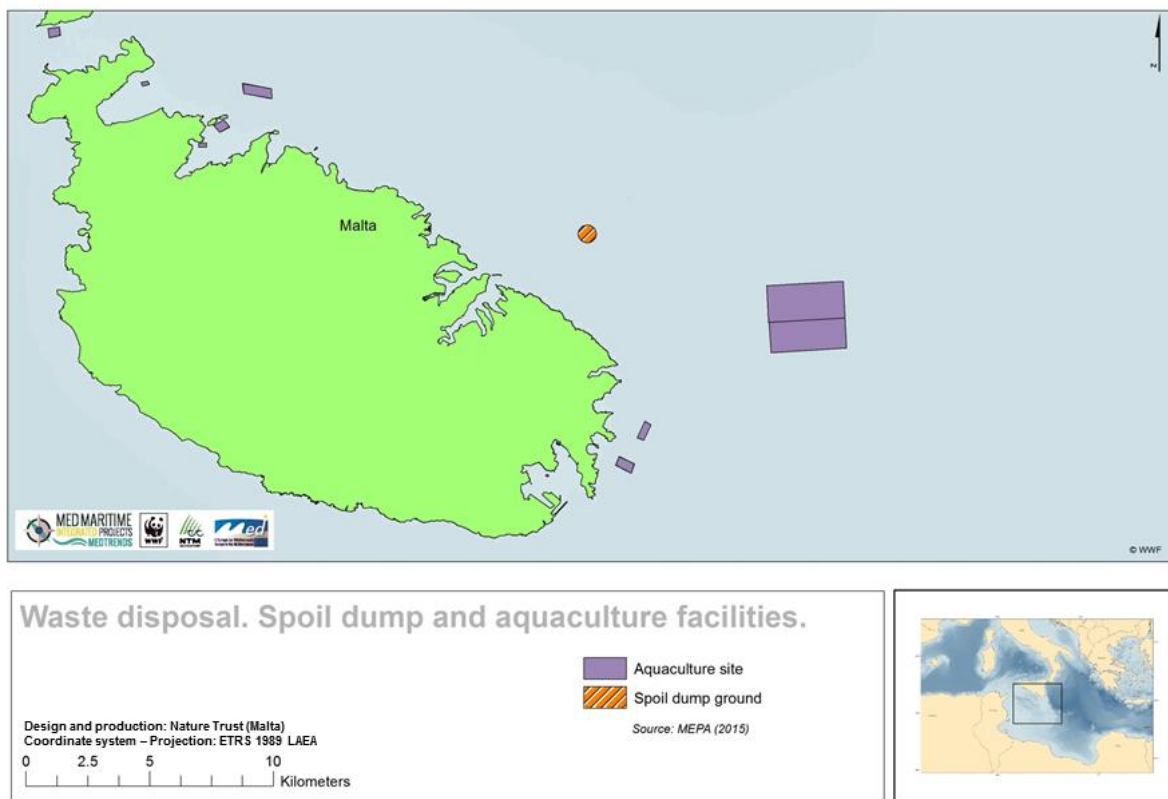 Malta
N
MED MARITIME
INTEGRATED PROJECTS
MEDTRENDS
WWF
NTM
Med
© WWF
Waste disposal. Spoil dump and aquaculture facilities.
Aquaculture site
Spoil dump ground
Source: MEPA (2015)
Design and production: Nature Trust (Malta)
Coordinate system – Projection: ETRS 1989 LAEA
0 2.5 5 10
Kilometers